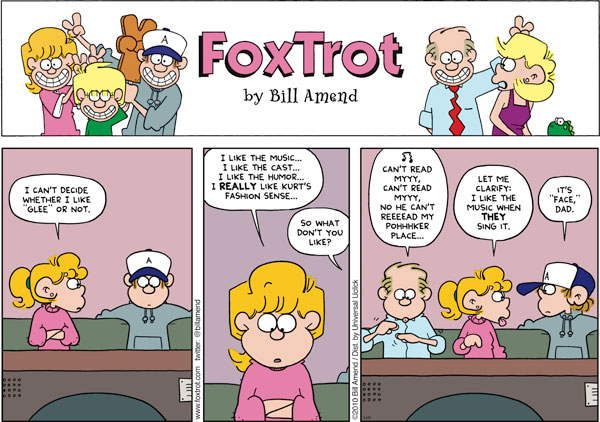 FoxTrot
by Bill Amend
A
I CAN'T DECIDE
WHETHER I LIKE
"GLEE" OR NOT.
A
I LIKE THE MUSIC...
I LIKE THE CAST...
I LIKE THE HUMOR...
I REALLY LIKE KURT'S
FASHION SENSE...
SO WHAT
DON'T YOU
LIKE?
www.foxtrot.com twitter: @billamend
CAN'T READ
MYYY,
CAN'T READ
MYYY,
NO HE CAN'T
REEEEAD MY
POHHHKER
PLACE...
LET ME
CLARIFY:
I LIKE THE
MUSIC WHEN
THEY
SING IT.
IT'S
"FACE,"
DAD.
A
©2010 Bill Amend / Dist. by Universal Uclick